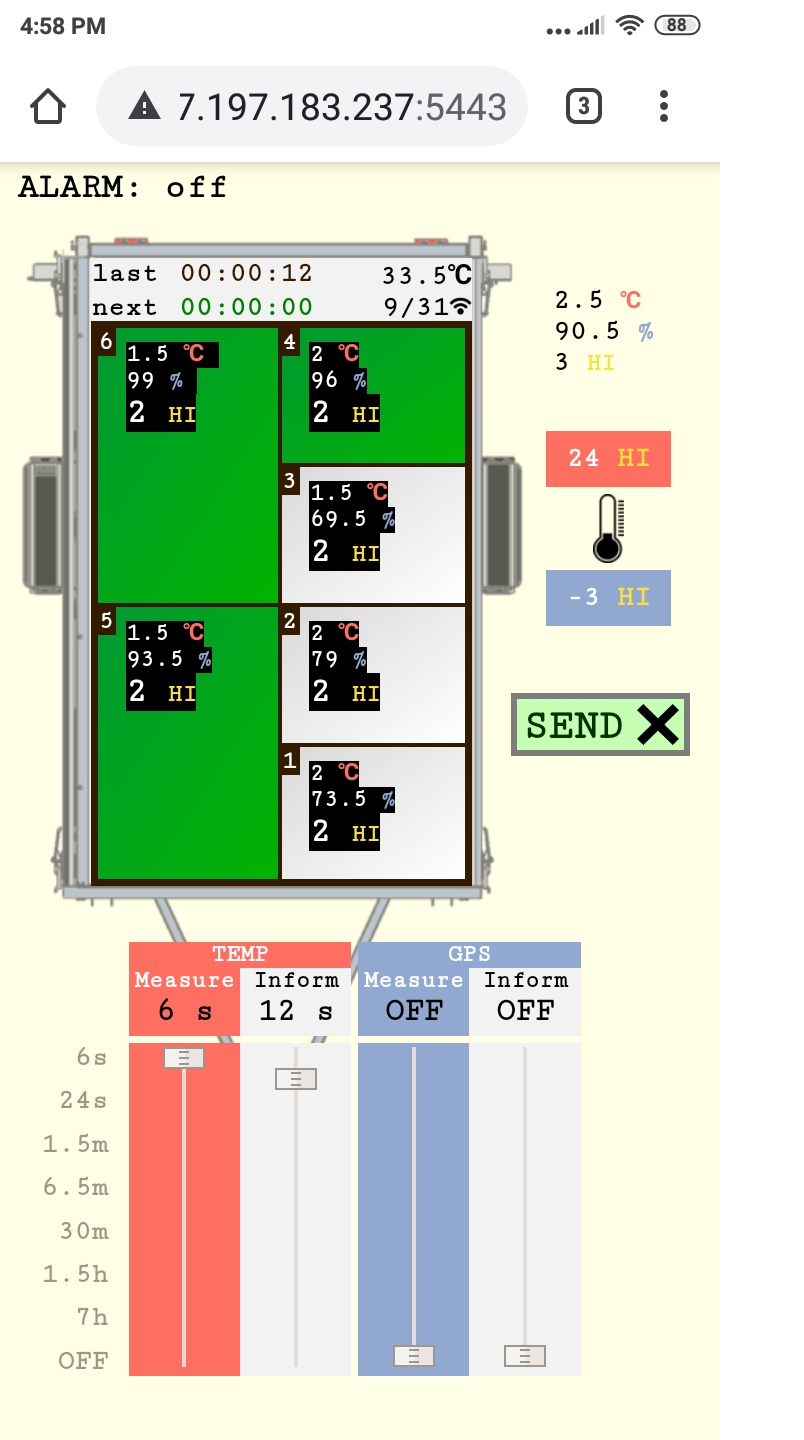 4:58 PM
88
7.197.183.237:5443
3
ALARM: off
last 00:00:12 33.5℃
next 00:00:00 9/31
2.5 ℃
90.5 %
3 HI
6
1.5 ℃
99 %
2 HI
4
2 ℃
96 %
2 HI
24 HI
3
1.5 ℃
69.5 %
2 HI
-3 HI
5
1.5 ℃
93.5 %
2 HI
2
2 ℃
79 %
2 HI
SEND
1
2 ℃
73.5 %
2 HI
TEMP GPS
Measure Inform Measure Inform
6 s 12 s OFF OFF
6s
24s
1.5m
6.5m
30m
1.5h
7h
OFF